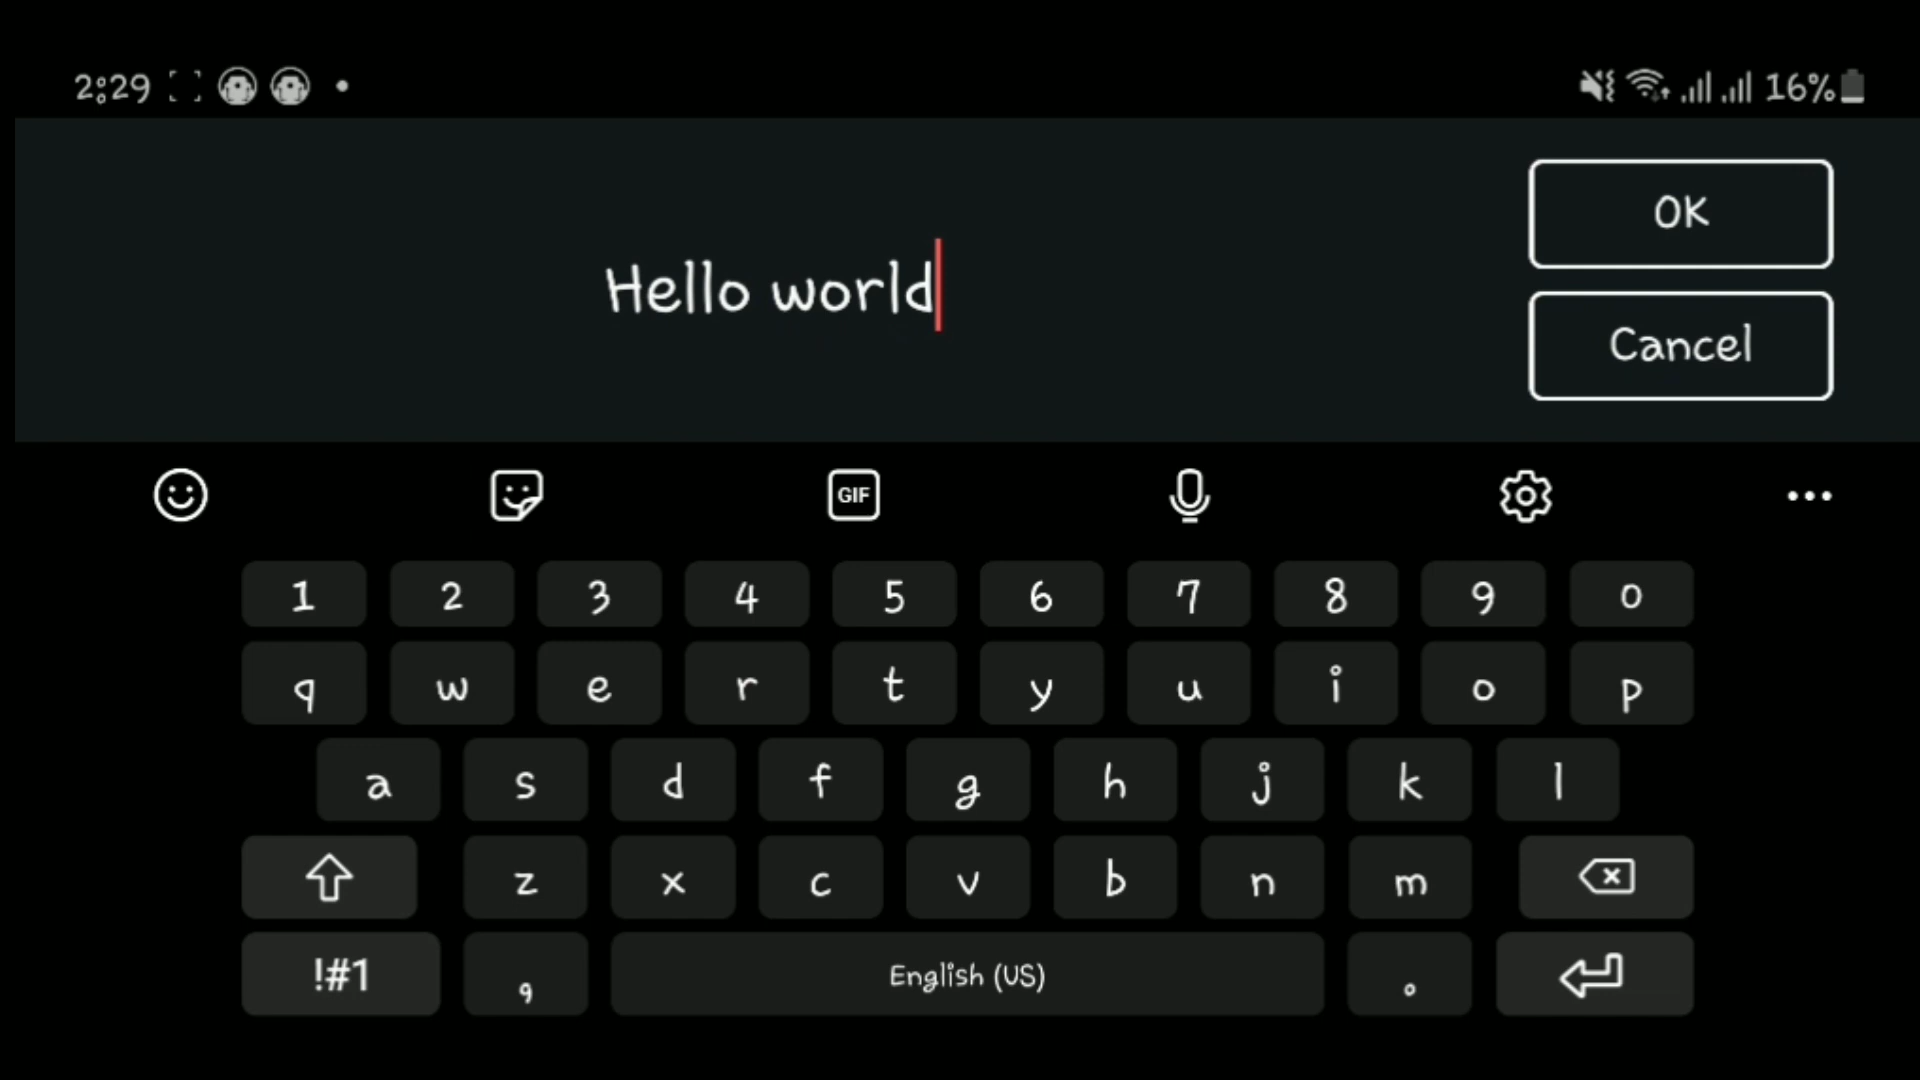 2:29 16%
OK
Hello world
Cancel
GIF
1 2 3 4 5 6 7 8 9 0
q w e r t y u i o p
a s d f g h j k l
z x c v b n m
!#1 , English (US) .